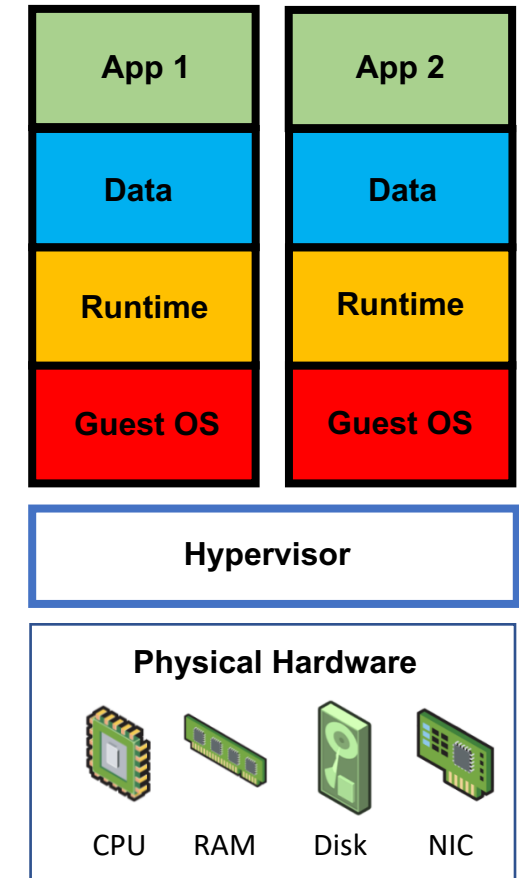 App 1
App 2
Data
Data
Runtime
Runtime
Guest OS
Guest OS
Hypervisor
Physical Hardware
CPU RAM Disk NIC